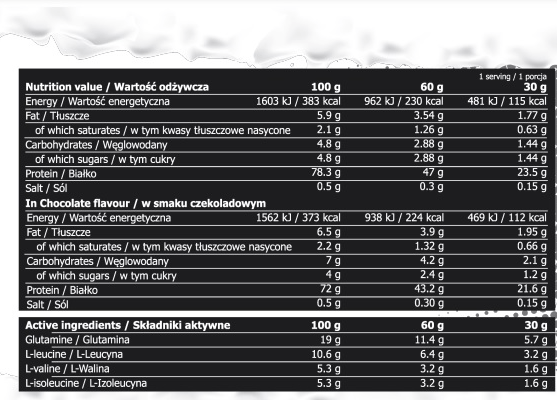 1 serving / 1 porcja
Nutrition value / Wartość odżywcza 100 g 60 g 30 g
Energy / Wartość energetyczna 1603 kJ / 383 kcal 962 kJ / 230 kcal 481 kJ / 115 kcal
Fat / Tłuszcze 5.9 g 3.54 g 1.77 g
of which saturates / w tym kwasy tłuszczowe nasycone 2.1 g 1.26 g 0.63 g
Carbohydrates / Węglowodany 4.8 g 2.88 g 1.44 g
of which sugars / w tym cukry 4.8 g 2.88 g 1.44 g
Protein / Białko 78.3 g 47 g 23.5 g
Salt / Sól 0.5 g 0.3 g 0.15 g
In Chocolate flavour / w smaku czekoladowym
Energy / Wartość energetyczna 1562 kJ / 373 kcal 938 kJ / 224 kcal 469 kJ / 112 kcal
Fat / Tłuszcze 6.5 g 3.9 g 1.95 g
of which saturates / w tym kwasy tłuszczowe nasycone 2.2 g 1.32 g 0.66 g
Carbohydrates / Węglowodany 7 g 4.2 g 2.1 g
of which sugars / w tym cukry 4 g 2.4 g 1.2 g
Protein / Białko 72 g 43.2 g 21.6 g
Salt / Sól 0.5 g 0.30 g 0.15 g
Active ingredients / Składniki aktywne 100 g 60 g 30 g
Glutamine / Glutamina 19 g 11.4 g 5.7 g
L-leucine / L-Leucyna 10.6 g 6.4 g 3.2 g
L-valine / L-Walina 5.3 g 3.2 g 1.6 g
L-isoleucine / L-Izoleucyna 5.3 g 3.2 g 1.6 g